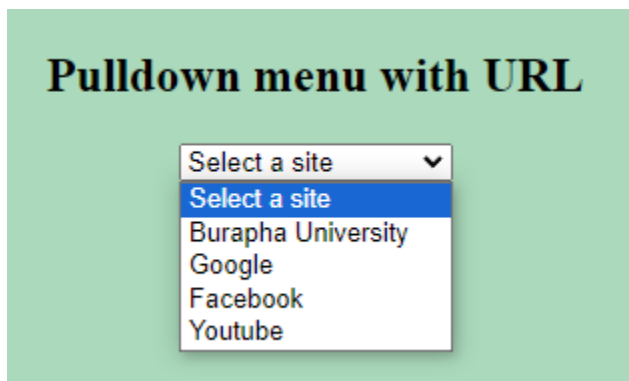 Pulldown menu with URL
Select a site
Select a site
Burapha University
Google
Facebook
Youtube